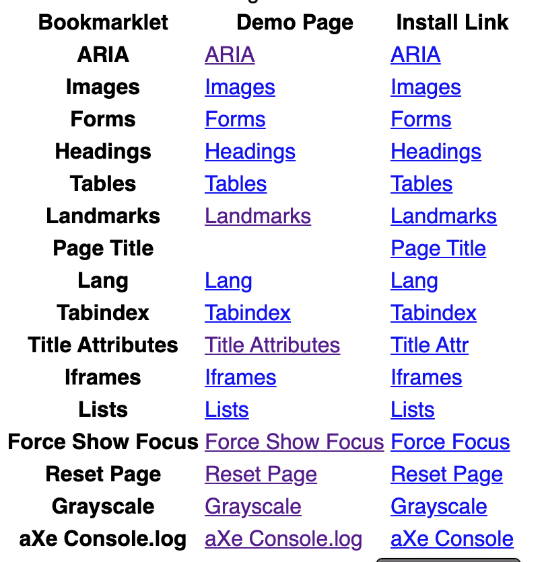 Bookmarklet Demo Page Install Link
ARIA ARIA ARIA
Images Images Images
Forms Forms Forms
Headings Headings Headings
Tables Tables Tables
Landmarks Landmarks Landmarks
Page Title Page Title
Lang Lang Lang
Tabindex Tabindex Tabindex
Title Attributes Title Attributes Title Attr
Iframes Iframes Iframes
Lists Lists Lists
Force Show Focus Force Show Focus Force Focus
Reset Page Reset Page Reset Page
Grayscale Grayscale Grayscale
aXe Console.log aXe Console.log aXe Console